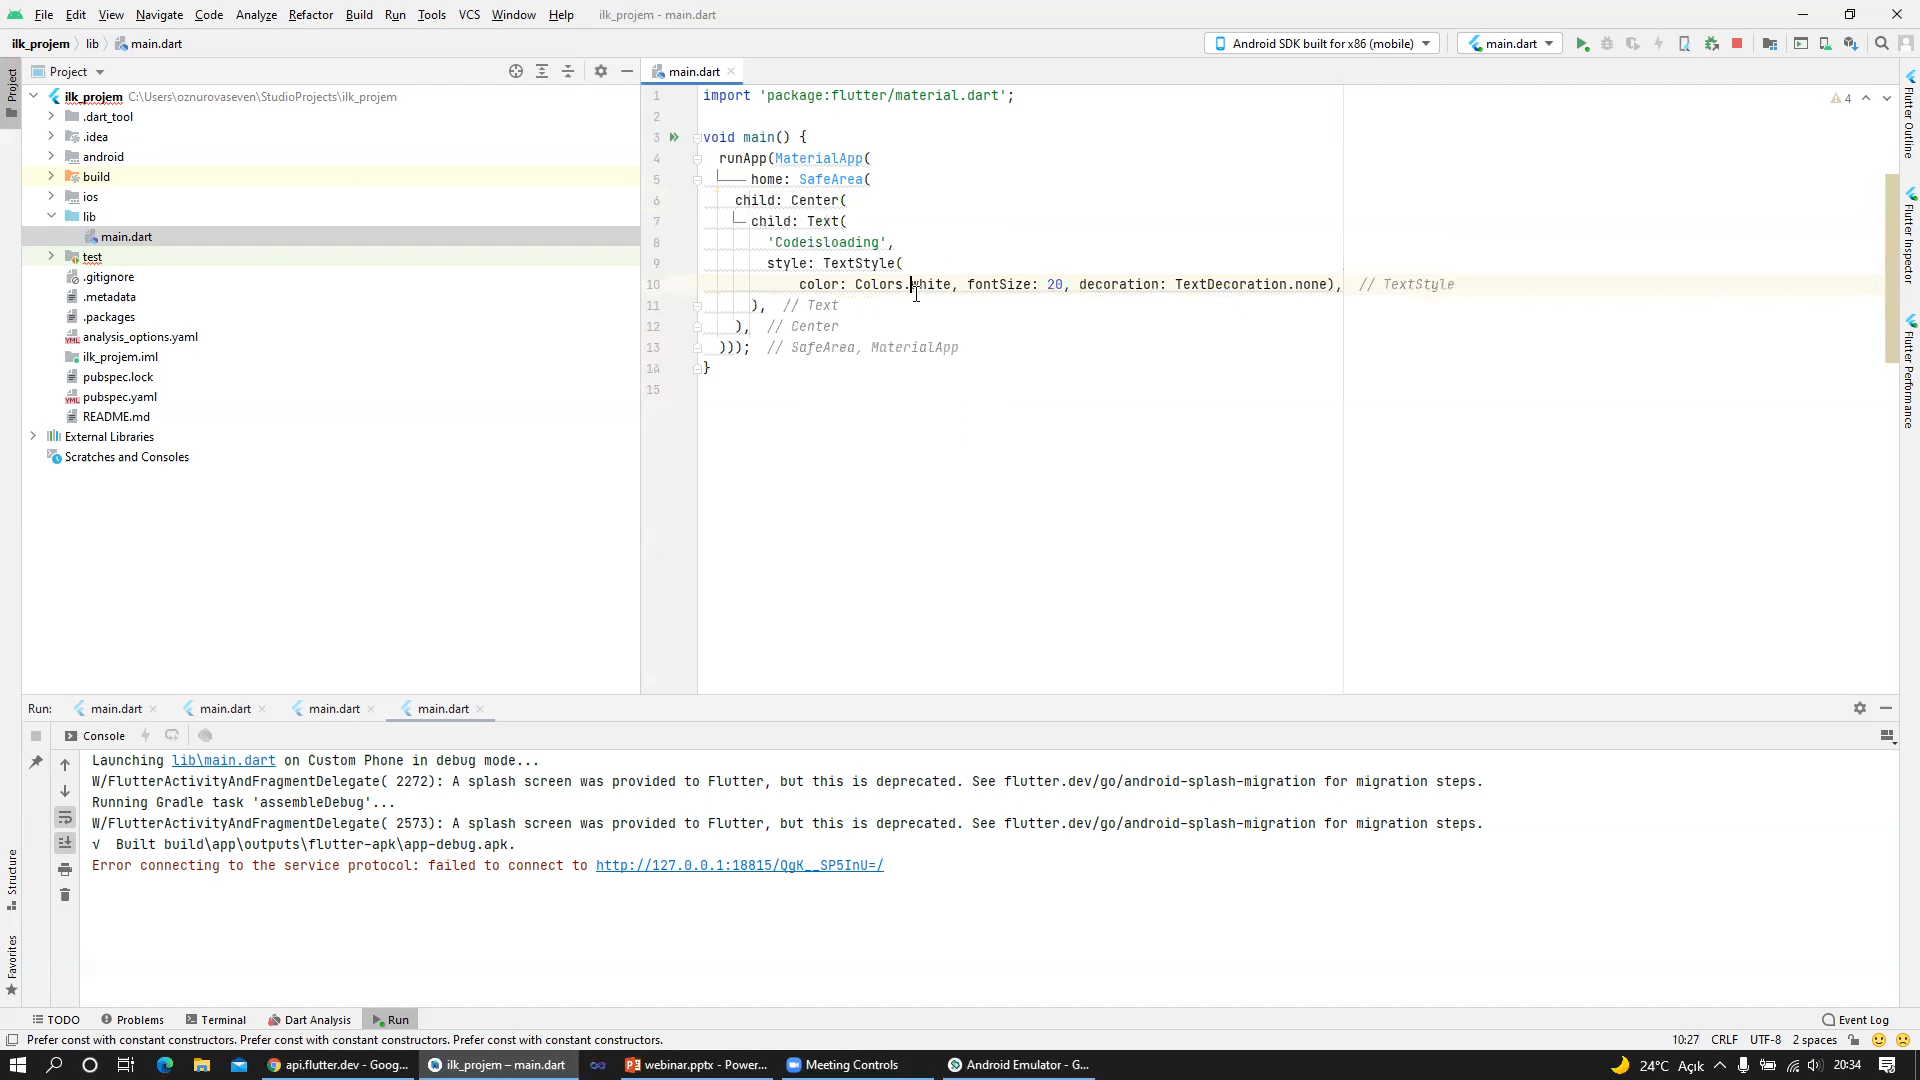 File Edit View Navigate Code Analyze Refactor Build Run Tools VCS Window Help ilk_projem - main.dart
ilk_projem lib main.dart Android SDK built for x86 (mobile) main.dart
Project
Project
ilk_projem C:\Users\oznurovaseven\StudioProjects\ilk_projem
.dart_tool
.idea
android
build
ios
lib
main.dart
test
.gitignore
.metadata
.packages
analysis_options.yaml
ilk_projem.iml
pubspec.lock
pubspec.yaml
README.md
External Libraries
Scratches and Consoles
main.dart
4
1 import 'package:flutter/material.dart';
2
3 void main() {
4 runApp(MaterialApp(
5 home: SafeArea(
6 child: Center(
7 child: Text(
8 'Codeisloading',
9 style: TextStyle(
10 color: Colors.white, fontSize: 20, decoration: TextDecoration.none), // TextStyle
11 ), // Text
12 ), // Center
13 ))); // SafeArea, MaterialApp
14 }
15
Flutter Outline
Flutter Inspector
Flutter Performance
Run: main.dart main.dart main.dart main.dart
Console
Launching lib\main.dart on Custom Phone in debug mode...
W/FlutterActivityAndFragmentDelegate( 2272): A splash screen was provided to Flutter, but this is deprecated. See flutter.dev/go/android-splash-migration for migration steps.
Running Gradle task 'assembleDebug'...
W/FlutterActivityAndFragmentDelegate( 2573): A splash screen was provided to Flutter, but this is deprecated. See flutter.dev/go/android-splash-migration for migration steps.
√ Built build\app\outputs\flutter-apk\app-debug.apk.
Error connecting to the service protocol: failed to connect to http://127.0.0.1:18815/QgK__SP5InU=/
Structure
Favorites
TODO Problems Terminal Dart Analysis Run Event Log
Prefer const with constant constructors. Prefer const with constant constructors. Prefer const with constant constructors. 10:27 CRLF UTF-8 2 spaces
api.flutter.dev - Goog... ilk_projem – main.dart webinar.pptx - Power... Meeting Controls Android Emulator - G... 24°C Açık 20:34